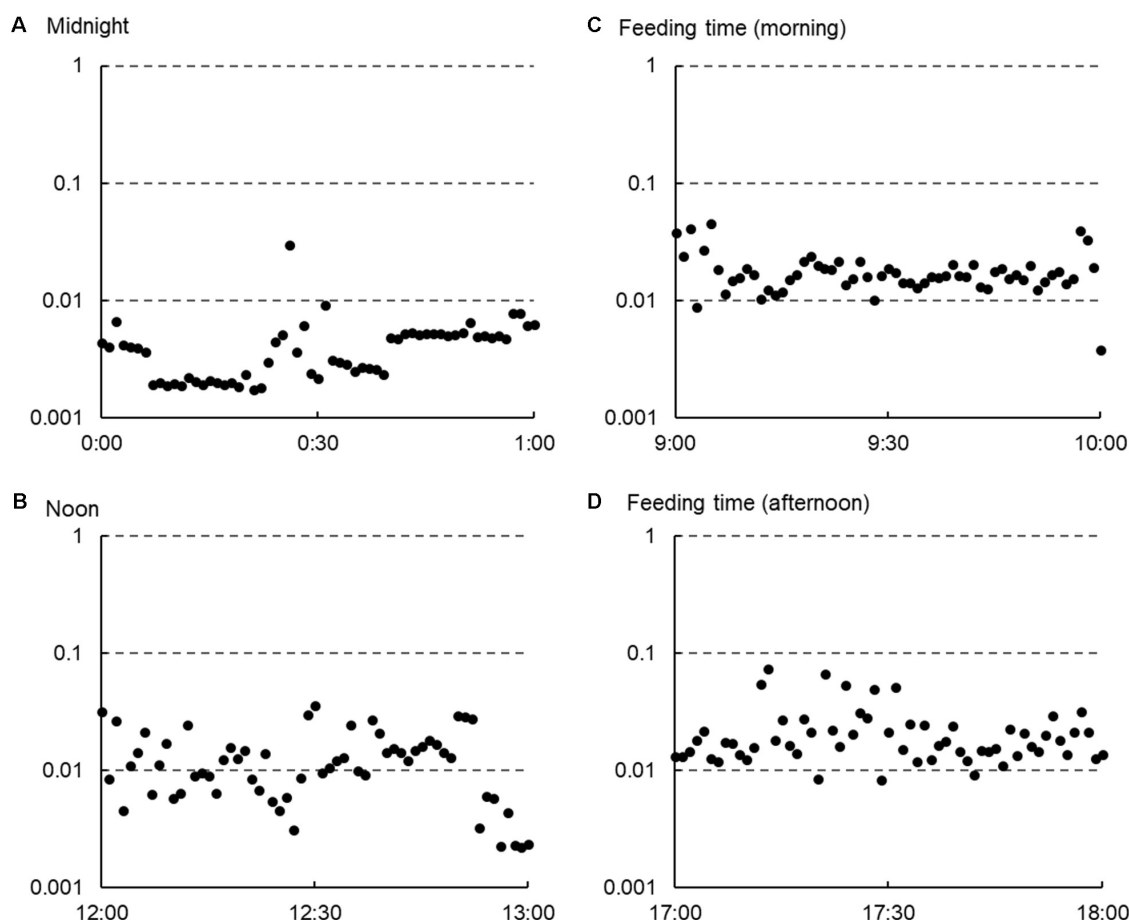 A Midnight
1
0.1
0.01
0.001
0:00 0:30 1:00
C Feeding time (morning)
1
0.1
0.01
0.001
9:00 9:30 10:00
B Noon
1
0.1
0.01
0.001
12:00 12:30 13:00
D Feeding time (afternoon)
1
0.1
0.01
0.001
17:00 17:30 18:00